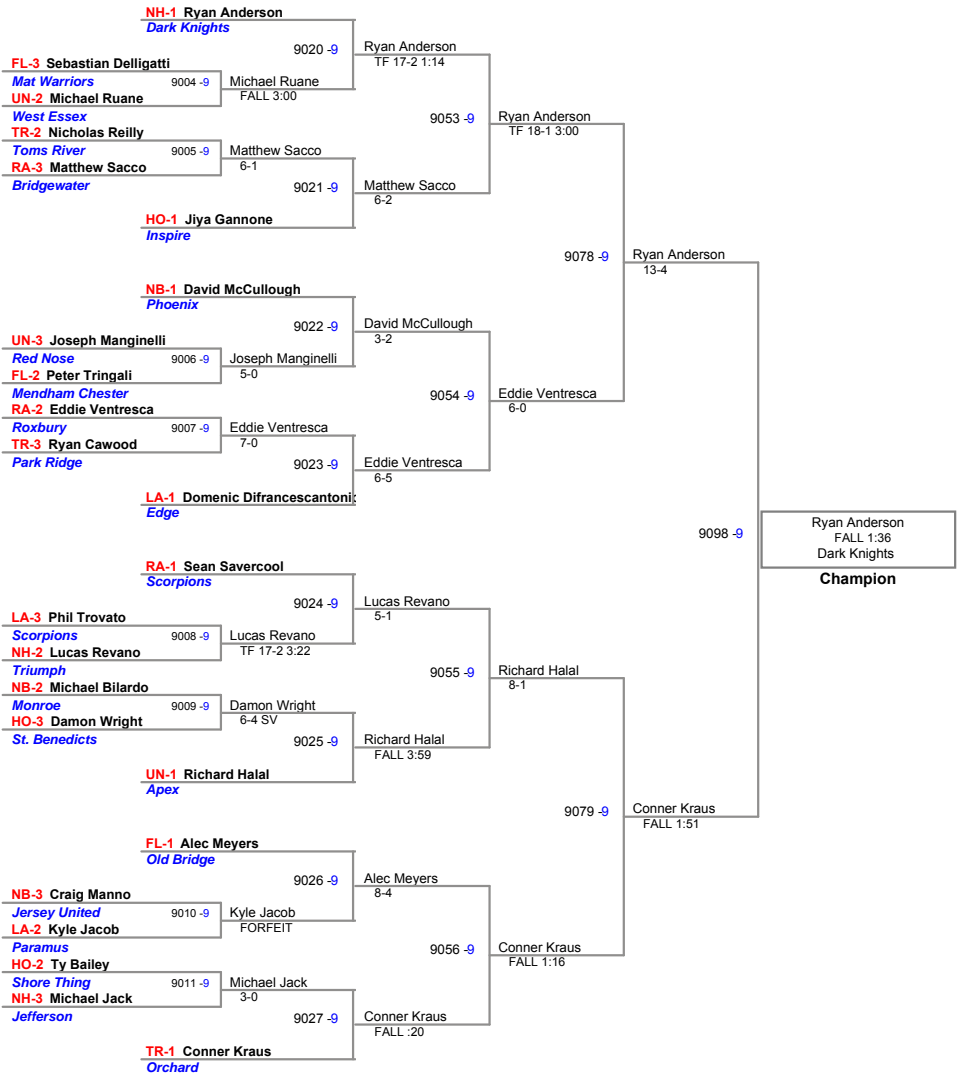 NH-1 Ryan Anderson
Dark Knights
9020 -9
Ryan Anderson
TF 17-2 1:14
FL-3 Sebastian Delligatti
Mat Warriors
9004 -9
Michael Ruane
FALL 3:00
UN-2 Michael Ruane
West Essex
9053 -9
Ryan Anderson
TF 18-1 3:00
TR-2 Nicholas Reilly
Toms River
9005 -9
Matthew Sacco
6-1
RA-3 Matthew Sacco
Bridgewater
9021 -9
Matthew Sacco
6-2
HO-1 Jiya Gannone
Inspire
9078 -9
Ryan Anderson
13-4
NB-1 David McCullough
Phoenix
9022 -9
David McCullough
3-2
UN-3 Joseph Manginelli
Red Nose
9006 -9
Joseph Manginelli
5-0
FL-2 Peter Tringali
Mendham Chester
9054 -9
Eddie Ventresca
6-0
RA-2 Eddie Ventresca
Roxbury
9007 -9
Eddie Ventresca
7-0
TR-3 Ryan Cawood
Park Ridge
9023 -9
Eddie Ventresca
6-5
LA-1 Domenic Difrancescantoni
Edge
9098 -9
Ryan Anderson
FALL 1:36
Dark Knights
Champion
RA-1 Sean Savercool
Scorpions
9024 -9
Lucas Revano
5-1
LA-3 Phil Trovato
Scorpions
9008 -9
Lucas Revano
TF 17-2 3:22
NH-2 Lucas Revano
Triumph
9055 -9
Richard Halal
8-1
NB-2 Michael Bilardo
Monroe
9009 -9
Damon Wright
6-4 SV
HO-3 Damon Wright
St. Benedicts
9025 -9
Richard Halal
FALL 3:59
UN-1 Richard Halal
Apex
9079 -9
Conner Kraus
FALL 1:51
FL-1 Alec Meyers
Old Bridge
9026 -9
Alec Meyers
8-4
NB-3 Craig Manno
Jersey United
9010 -9
Kyle Jacob
FORFEIT
LA-2 Kyle Jacob
Paramus
9056 -9
Conner Kraus
FALL 1:16
HO-2 Ty Bailey
Shore Thing
9011 -9
Michael Jack
3-0
NH-3 Michael Jack
Jefferson
9027 -9
Conner Kraus
FALL :20
TR-1 Conner Kraus
Orchard